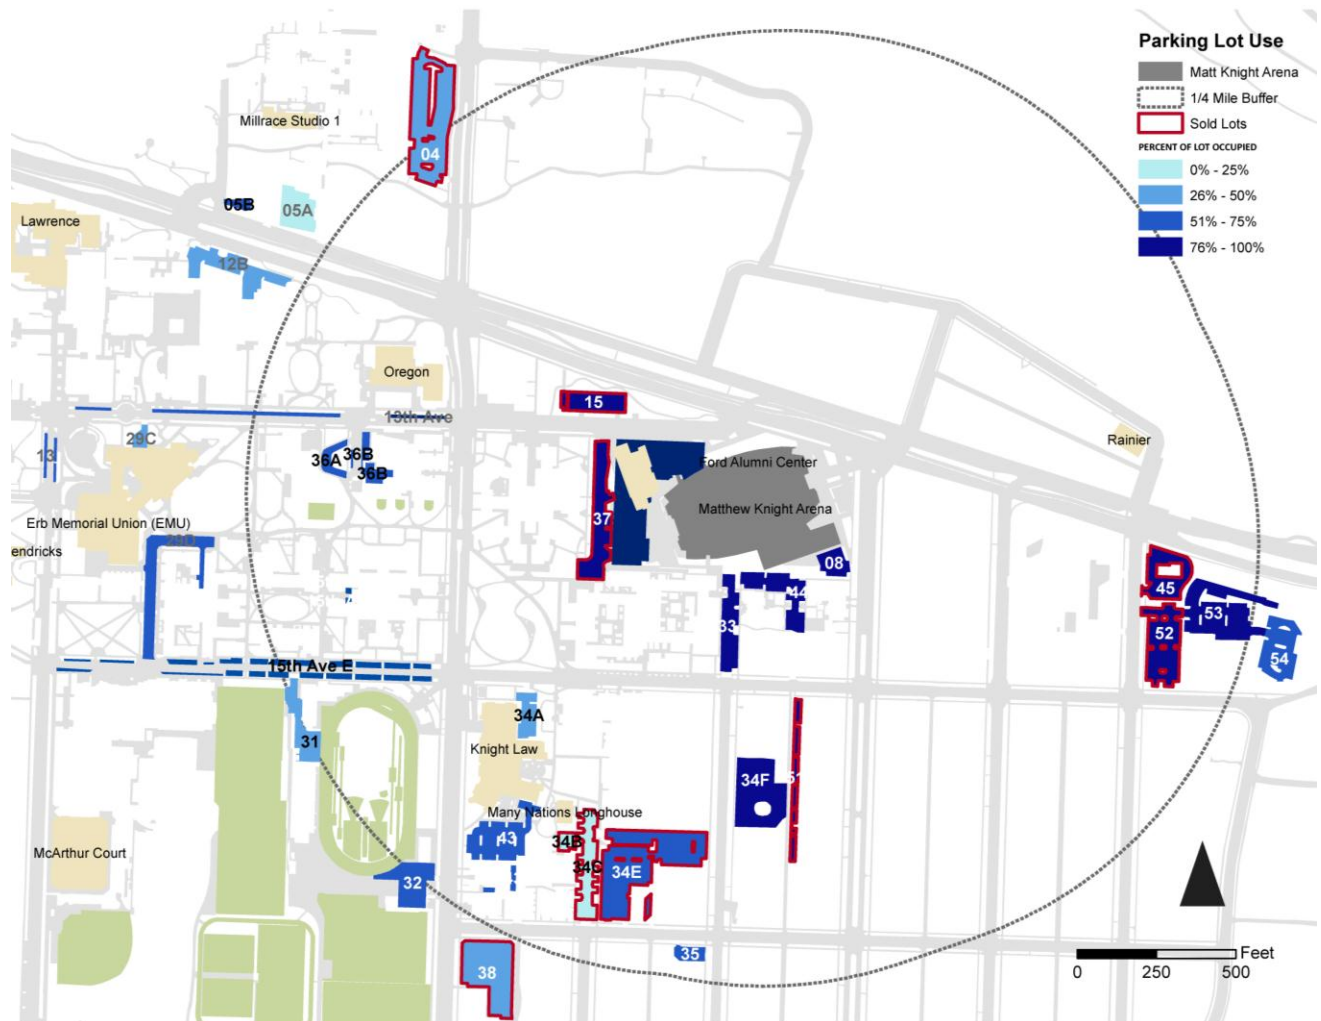 Parking Lot Use
Matt Knight Arena
1/4 Mile Buffer
Sold Lots
PERCENT OF LOT OCCUPIED
0% - 25%
26% - 50%
51% - 75%
76% - 100%
Millrace Studio 1
04
05B
05A
Lawrence
12B
Oregon
13th Ave
15
29C
36A
36B
36B
13
Rainier
Ford Alumni Center
Matthew Knight Arena
37
Erb Memorial Union (EMU)
endricks
29D
08
44
33
45
53
52
54
15th Ave E
34A
31
Knight Law
34F
51
Many Nations Longhouse
43
34B
34C
34E
McArthur Court
32
35
38
Feet
0 250 500